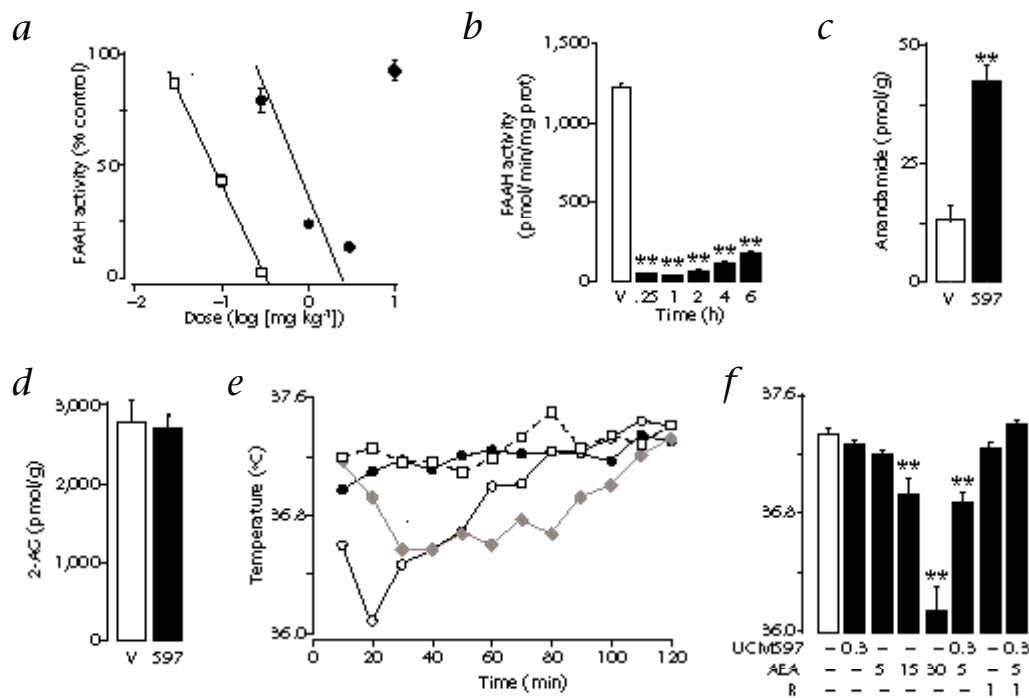 a
FAAH activity (% control)
100
50
0
−2
−1
0
1
Dose (log [mg kg⁻¹])
b
FAAH activity
(pmol/min/mg prot)
1,500
1,000
500
0
** ** ** ** **
V .25 1 2 4 6
Time (h)
c
Anandamide (pmol/g)
50
25
0
**
V 597
d
2-AG (pmol/g)
3,000
2,000
1,000
0
V 597
e
Temperature (°C)
37.6
36.8
36.0
0 20 40 60 80 100 120
Time (min)
f
37.6
36.8
36.0
**
**
**
UCM597 – 0.3 – – – 0.3 – 0.3
AEA – – 5 15 30 5 – 5
R – – – – – – 1 1